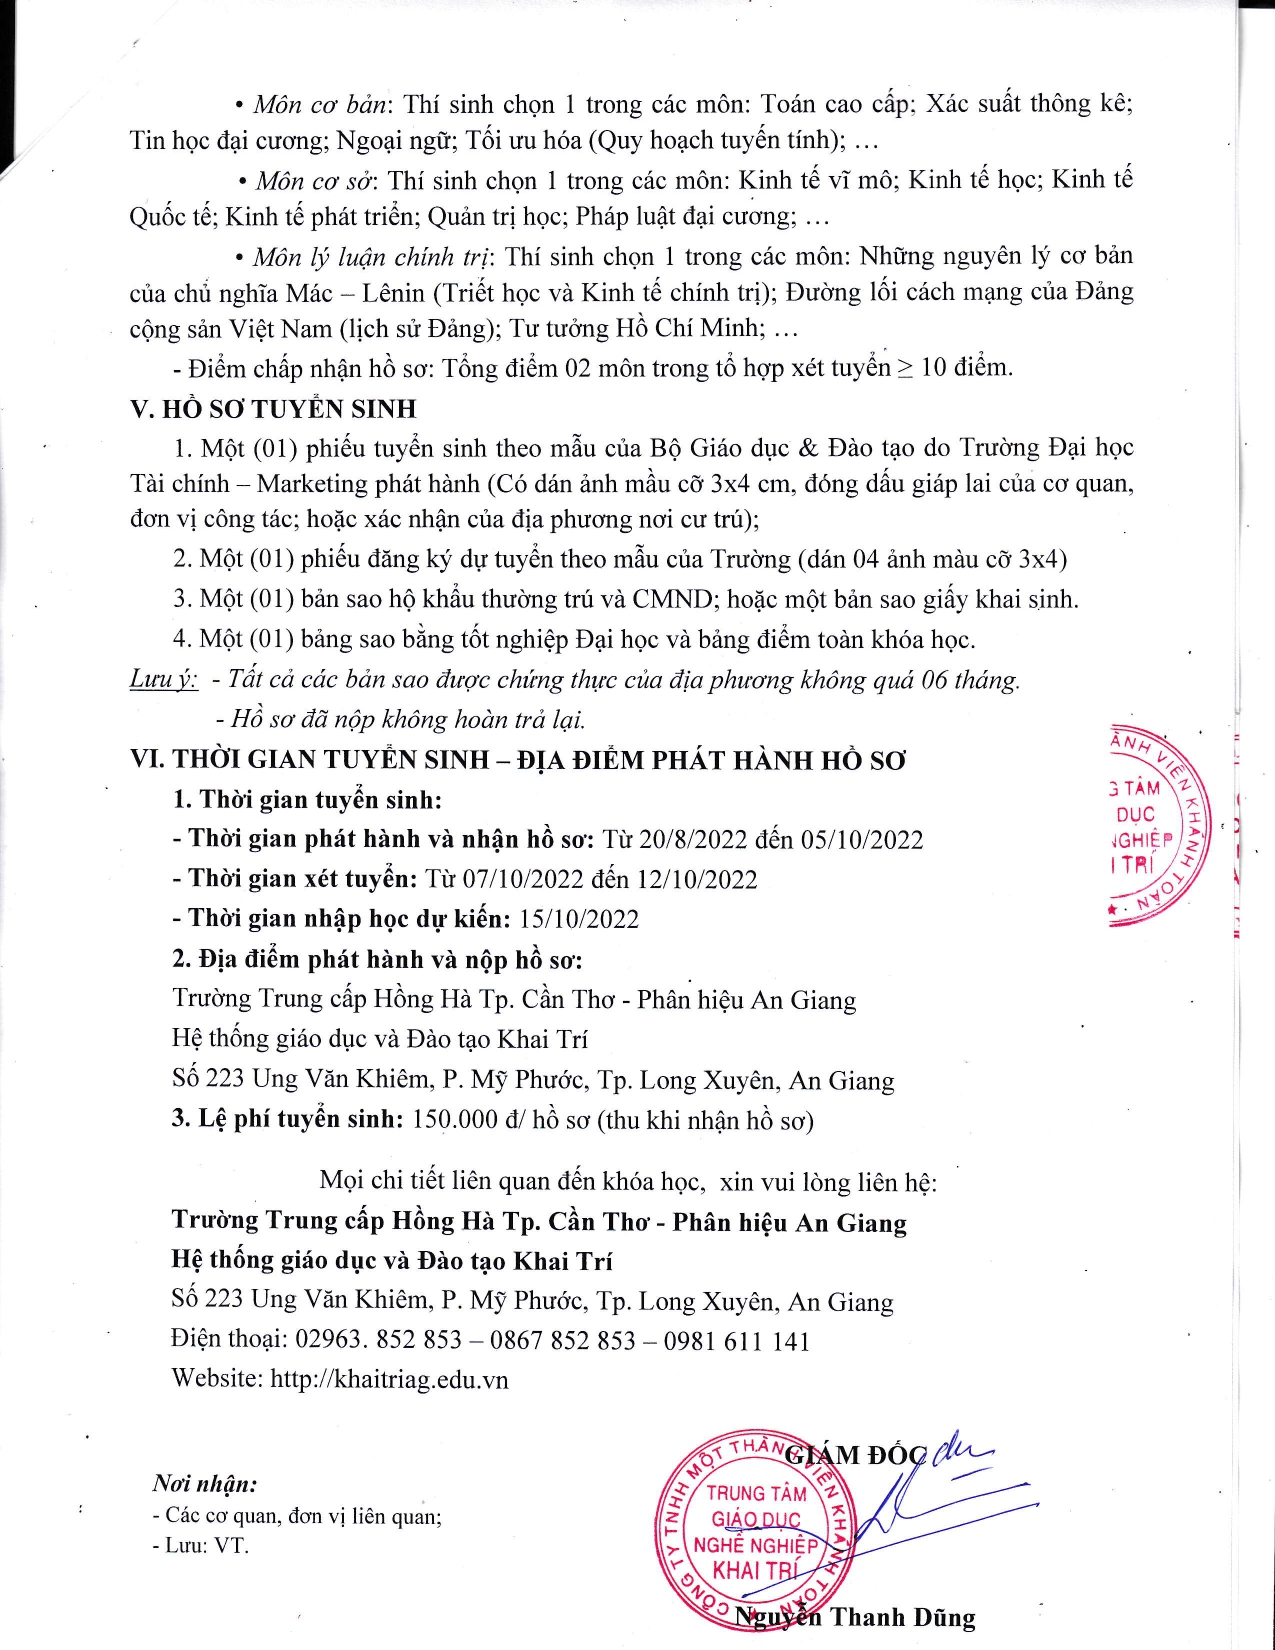 • Môn cơ bản: Thí sinh chọn 1 trong các môn: Toán cao cấp; Xác suất thông kê;
Tin học đại cương; Ngoại ngữ; Tối ưu hóa (Quy hoạch tuyến tính); …
• Môn cơ sở: Thí sinh chọn 1 trong các môn: Kinh tế vĩ mô; Kinh tế học; Kinh tế
Quốc tế; Kinh tế phát triển; Quản trị học; Pháp luật đại cương; …
• Môn lý luận chính trị: Thí sinh chọn 1 trong các môn: Những nguyên lý cơ bản
của chủ nghĩa Mác – Lênin (Triết học và Kinh tế chính trị); Đường lối cách mạng của Đảng
cộng sản Việt Nam (lịch sử Đảng); Tư tưởng Hồ Chí Minh; …
- Điểm chấp nhận hồ sơ: Tổng điểm 02 môn trong tổ hợp xét tuyển ≥ 10 điểm.
V. HỒ SƠ TUYỂN SINH
1. Một (01) phiếu tuyển sinh theo mẫu của Bộ Giáo dục & Đào tạo do Trường Đại học
Tài chính – Marketing phát hành (Có dán ảnh mầu cỡ 3x4 cm, đóng dấu giáp lai của cơ quan,
đơn vị công tác; hoặc xác nhận của địa phương nơi cư trú);
2. Một (01) phiếu đăng ký dự tuyển theo mẫu của Trường (dán 04 ảnh màu cỡ 3x4)
3. Một (01) bản sao hộ khẩu thường trú và CMND; hoặc một bản sao giấy khai sinh.
4. Một (01) bảng sao bằng tốt nghiệp Đại học và bảng điểm toàn khóa học.
Lưu ý: - Tất cả các bản sao được chứng thực của địa phương không quá 06 tháng.
- Hồ sơ đã nộp không hoàn trả lại.
VI. THỜI GIAN TUYỂN SINH – ĐỊA ĐIỂM PHÁT HÀNH HỒ SƠ
1. Thời gian tuyển sinh:
- Thời gian phát hành và nhận hồ sơ: Từ 20/8/2022 đến 05/10/2022
- Thời gian xét tuyển: Từ 07/10/2022 đến 12/10/2022
- Thời gian nhập học dự kiến: 15/10/2022
ÀNH VIÊN KHÁNH TOÀN
G TÂM
DỤC
NGHIỆP
I TRÍ
2. Địa điểm phát hành và nộp hồ sơ:
Trường Trung cấp Hồng Hà Tp. Cần Thơ - Phân hiệu An Giang
Hệ thống giáo dục và Đào tạo Khai Trí
Số 223 Ung Văn Khiêm, P. Mỹ Phước, Tp. Long Xuyên, An Giang
3. Lệ phí tuyển sinh: 150.000 đ/ hồ sơ (thu khi nhận hồ sơ)
Mọi chi tiết liên quan đến khóa học, xin vui lòng liên hệ:
Trường Trung cấp Hồng Hà Tp. Cần Thơ - Phân hiệu An Giang
Hệ thống giáo dục và Đào tạo Khai Trí
Số 223 Ung Văn Khiêm, P. Mỹ Phước, Tp. Long Xuyên, An Giang
Điện thoại: 02963. 852 853 – 0867 852 853 – 0981 611 141
Website: http://khaitriag.edu.vn
GIÁM ĐỐC
Nơi nhận:
- Các cơ quan, đơn vị liên quan;
- Lưu: VT.
CÔNG TY TNHH MỘT THÀNH VIÊN KHÁNH TOÀN
TRUNG TÂM
GIÁO DỤC
NGHỀ NGHIỆP
KHAI TRÍ
Nguyễn Thanh Dũng